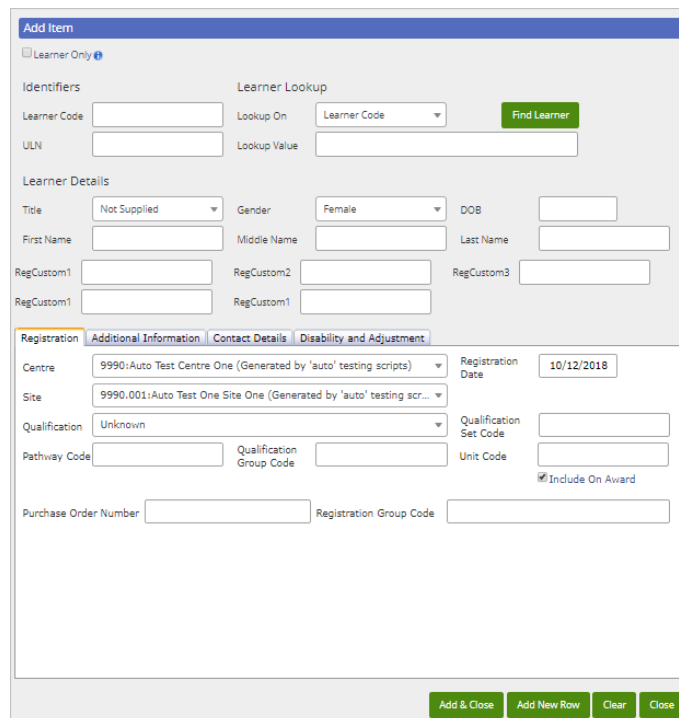 Add Item
Learner Only
Identifiers Learner Lookup
Learner Code Lookup On Learner Code Find Learner
ULN Lookup Value
Learner Details
Title Not Supplied Gender Female DOB
First Name Middle Name Last Name
RegCustom1 RegCustom2 RegCustom3
RegCustom1 RegCustom1
Registration Additional Information Contact Details Disability and Adjustment
Centre 9990:Auto Test Centre One (Generated by 'auto' testing scripts) Registration Date 10/12/2018
Site 9990.001:Auto Test One Site One (Generated by 'auto' testing scr...
Qualification Unknown Qualification Set Code
Pathway Code Qualification Group Code Unit Code
Include On Award
Purchase Order Number Registration Group Code
Add & Close Add New Row Clear Close